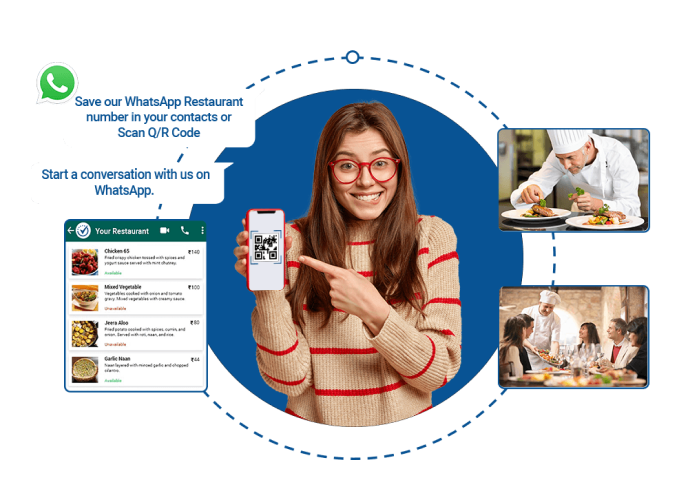 Save our WhatsApp Restaurant
number in your contacts or
Scan Q/R Code
Start a conversation with us on
WhatsApp.
Your Restaurant
Chicken 65 ₹140
Fried crispy chicken tossed with spices and
yogurt sauce served with mint chutney.
Available
Mixed Vegetable ₹100
Vegetables cooked with onion and tomato
gravy. Mixed vegetables with creamy sauce
Unavailable
Jeera Aloo ₹80
Fried potato cooked with spices, cumin, and
onion. Served with roti, naan, and rice
Unavailable
Garlic Naan ₹44
Naan layered with minced garlic and chopped
cilantro.
Available